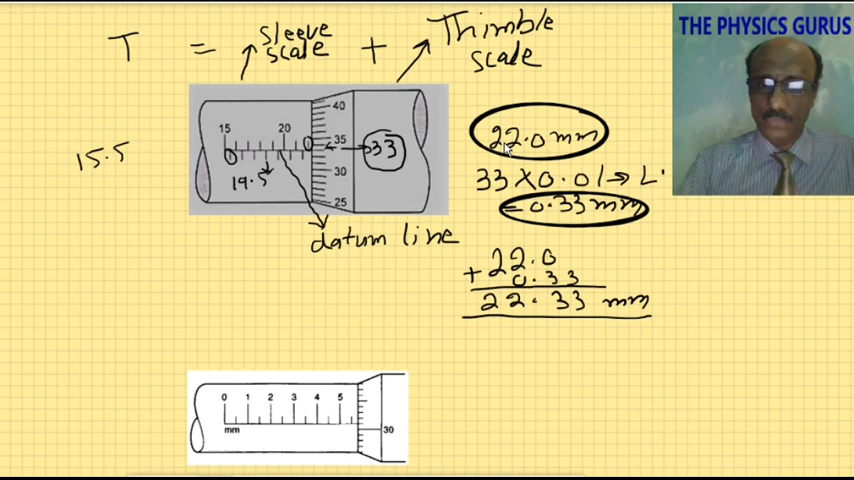 THE PHYSICS GURUS
T = sleeve scale + Thimble scale
15 20
40
35
30
25
33
15.5
19.5
datum line
22.0 mm
33 × 0.01 → L.
= 0.33 mm
22.0
+ 0.33
22.33 mm
0 1 2 3 4 5
mm
30